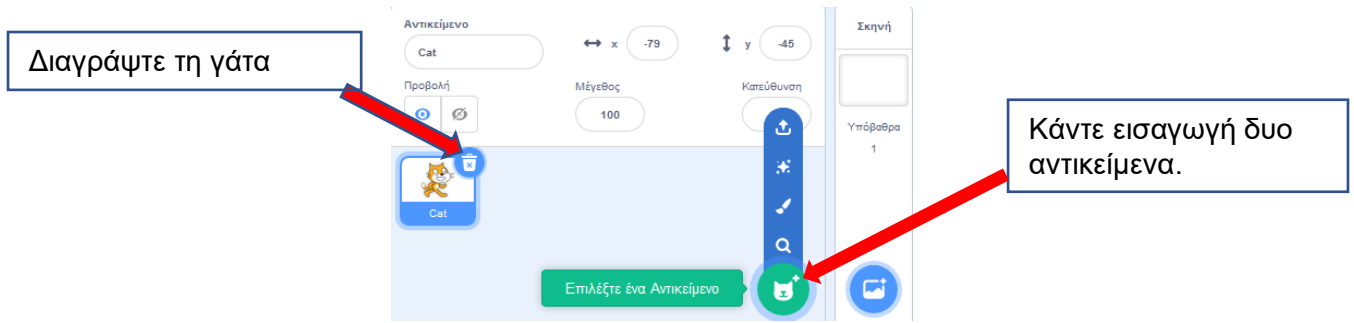 Διαγράψτε τη γάτα
Αντικείμενο
Cat
x
-79
y
-45
Προβολή
Μέγεθος
100
Κατεύθυνση
Cat
Επιλέξτε ένα Αντικείμενο
Σκηνή
Υπόβαθρα
1
Κάντε εισαγωγή δυο
αντικείμενα.